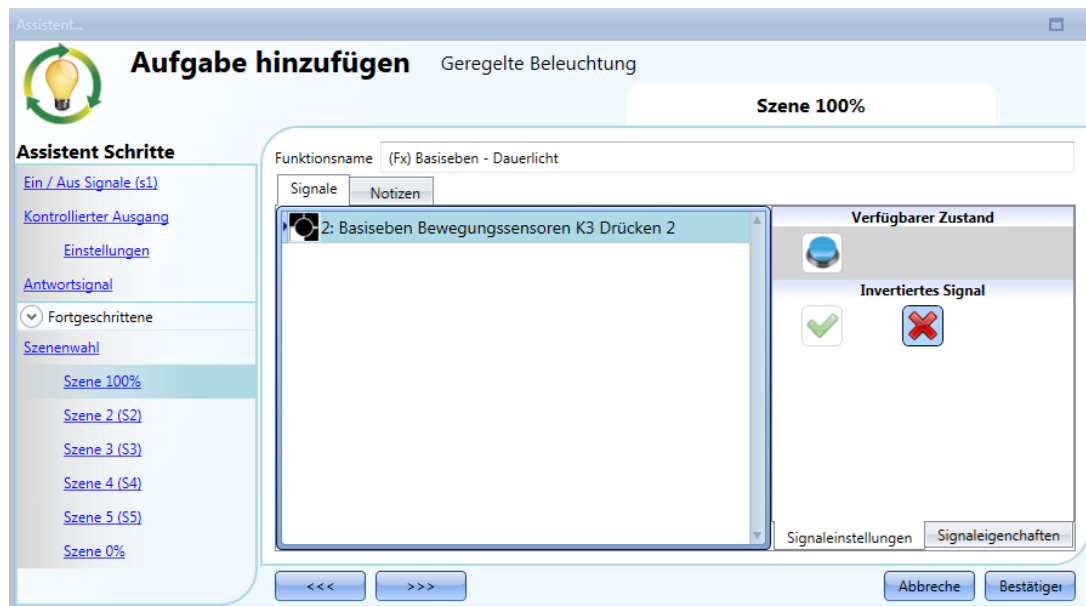 Assistent...
Aufgabe hinzufügen Geregelte Beleuchtung
Szene 100%
Assistent Schritte
Ein / Aus Signale (s1)
Kontrollierter Ausgang
Einstellungen
Antwortsignal
Fortgeschrittene
Szenenwahl
Szene 100%
Szene 2 (S2)
Szene 3 (S3)
Szene 4 (S4)
Szene 5 (S5)
Szene 0%
Funktionsname (Fx) Basiseben - Dauerlicht
Signale Notizen
2: Basiseben Bewegungssensoren K3 Drücken 2
Verfügbarer Zustand
Invertiertes Signal
Signaleinstellungen Signaleigenchaften
<<< >>> Abbreche Bestätiger